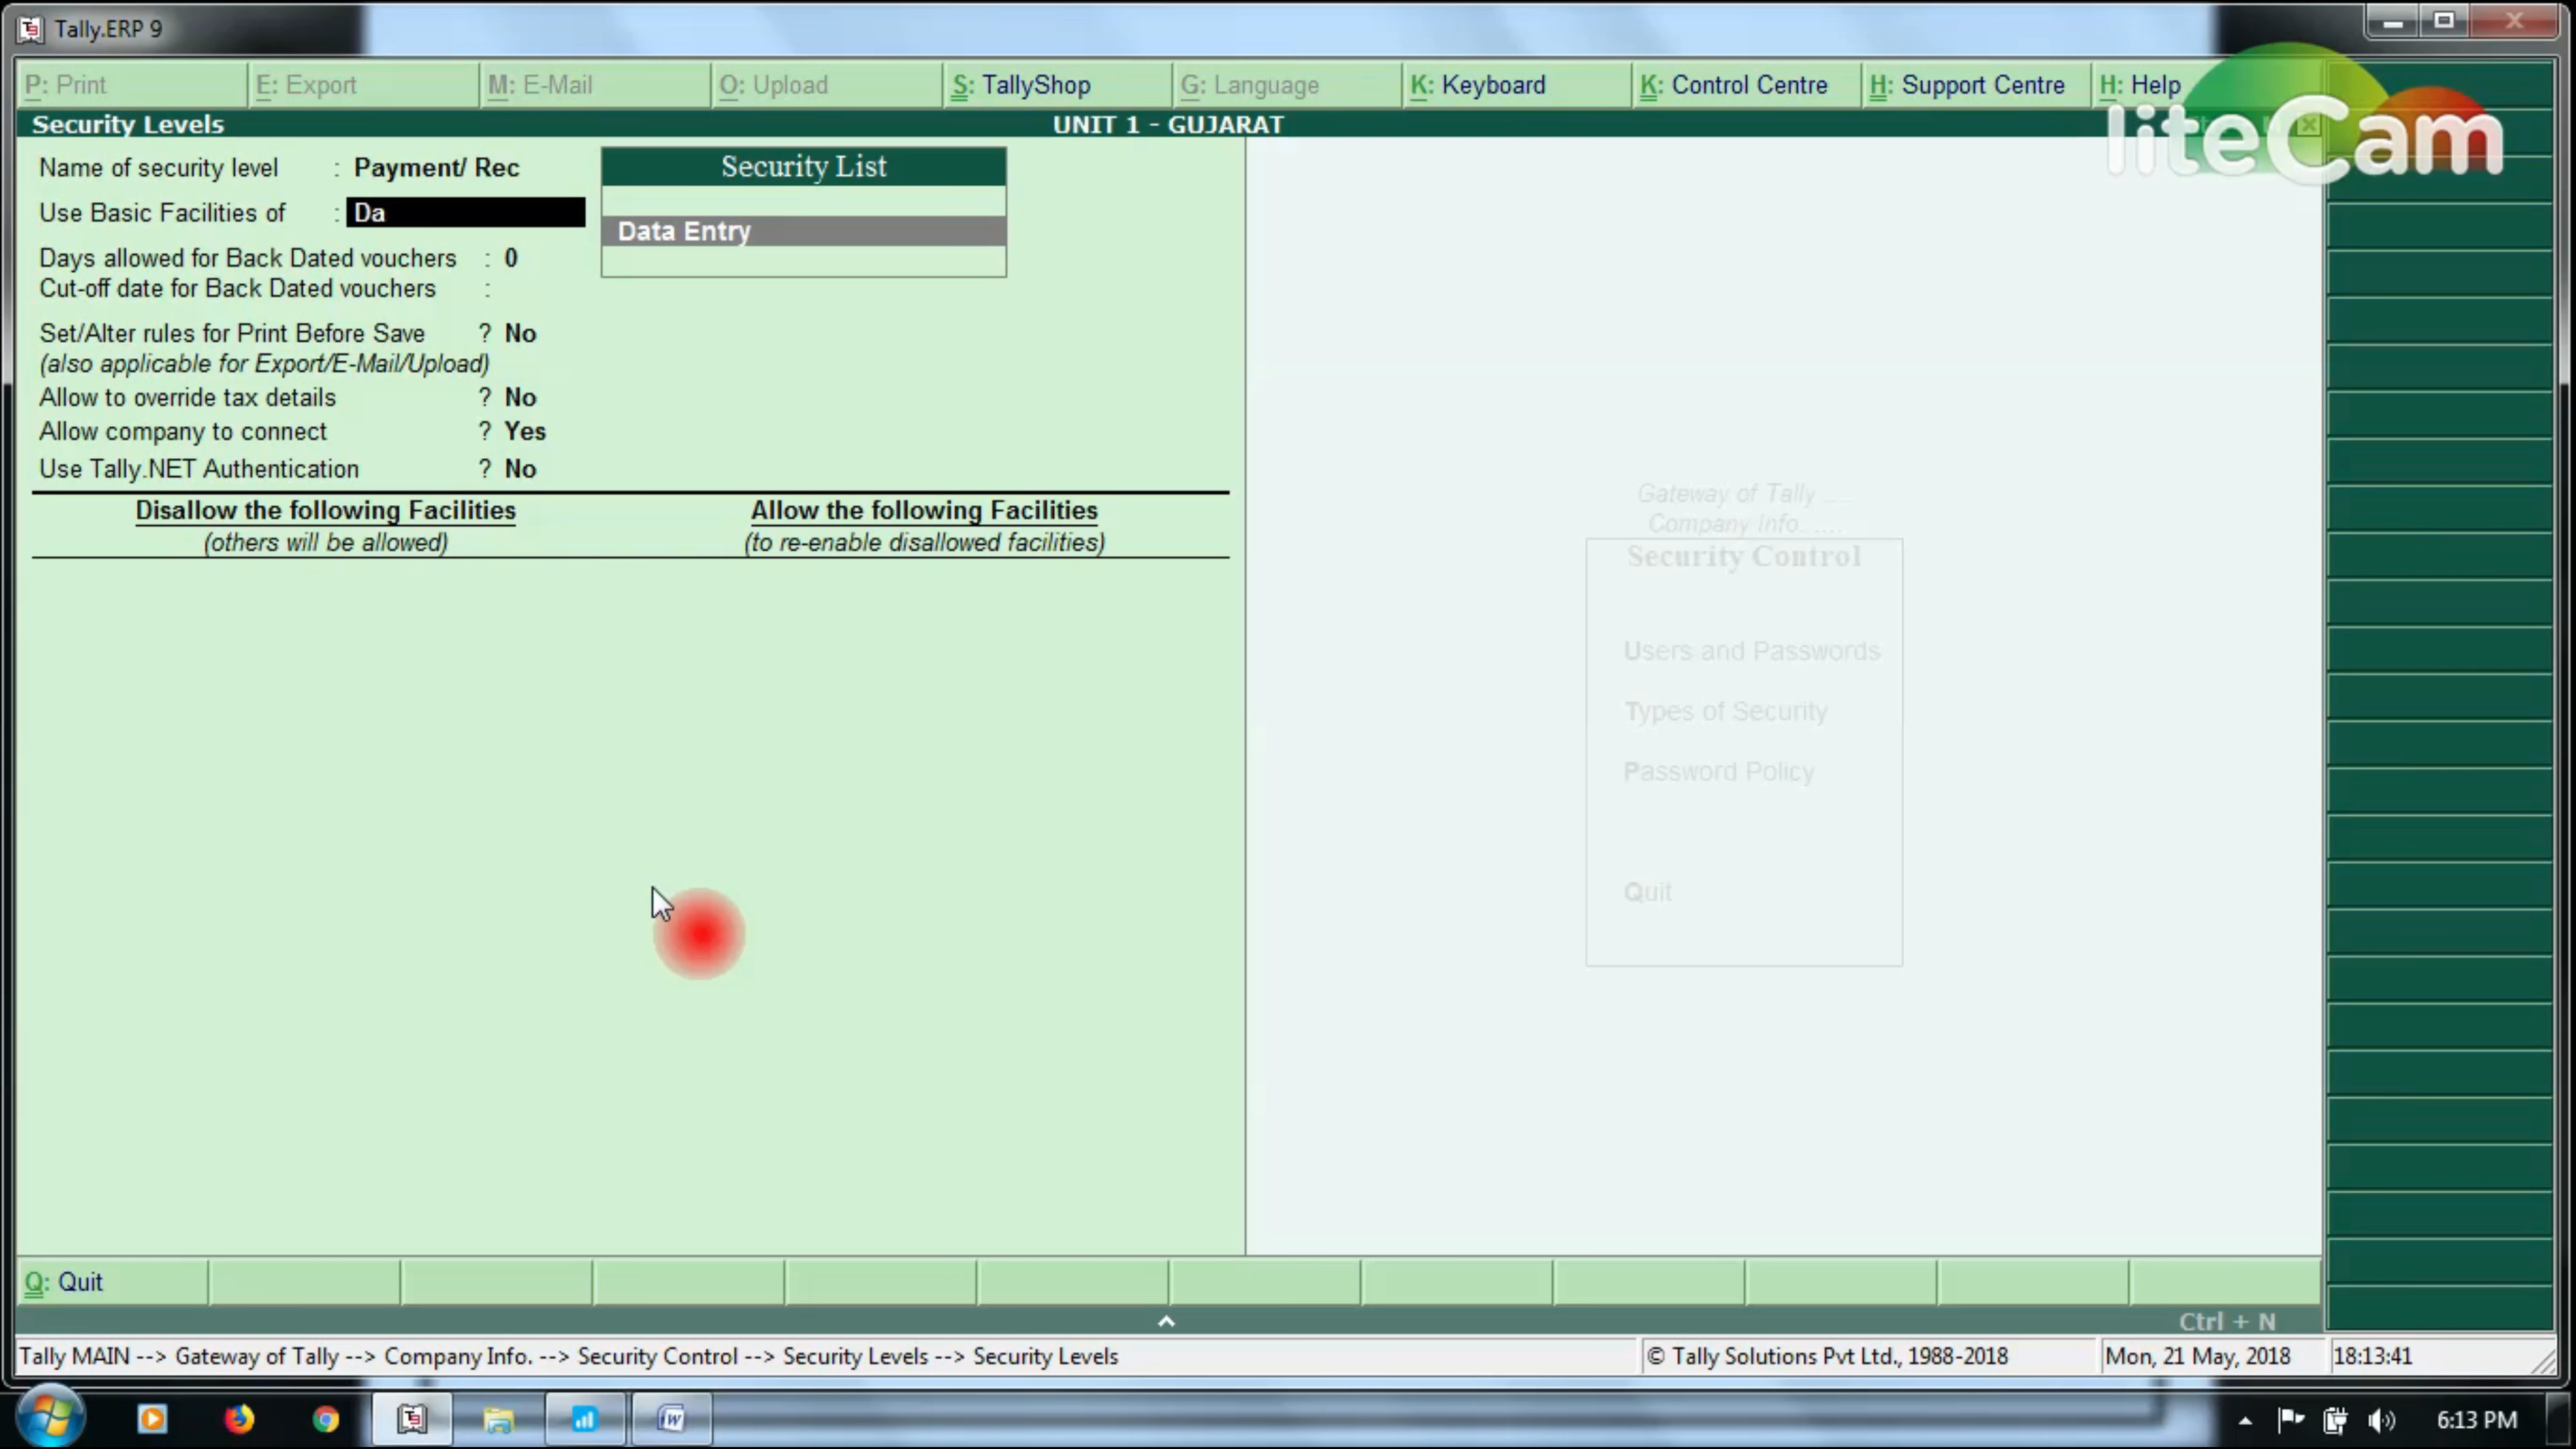 Tally.ERP 9
P: Print
E: Export
M: E-Mail
O: Upload
S: TallyShop
G: Language
K: Keyboard
K: Control Centre
H: Support Centre
H: Help
liteCam
Security Levels
UNIT 1 - GUJARAT
Name of security level : Payment/ Rec
Use Basic Facilities of : Da
Security List
Data Entry
Days allowed for Back Dated vouchers : 0
Cut-off date for Back Dated vouchers :
Set/Alter rules for Print Before Save ? No
(also applicable for Export/E-Mail/Upload)
Allow to override tax details ? No
Allow company to connect ? Yes
Use Tally.NET Authentication ? No
Disallow the following Facilities
(others will be allowed)
Allow the following Facilities
(to re-enable disallowed facilities)
Gateway of Tally ....
Company Info. ....
Security Control
Users and Passwords
Types of Security
Password Policy
Quit
Q: Quit
Ctrl + N
Tally MAIN --> Gateway of Tally --> Company Info. --> Security Control --> Security Levels --> Security Levels
© Tally Solutions Pvt Ltd., 1988-2018
Mon, 21 May, 2018
18:13:41
6:13 PM